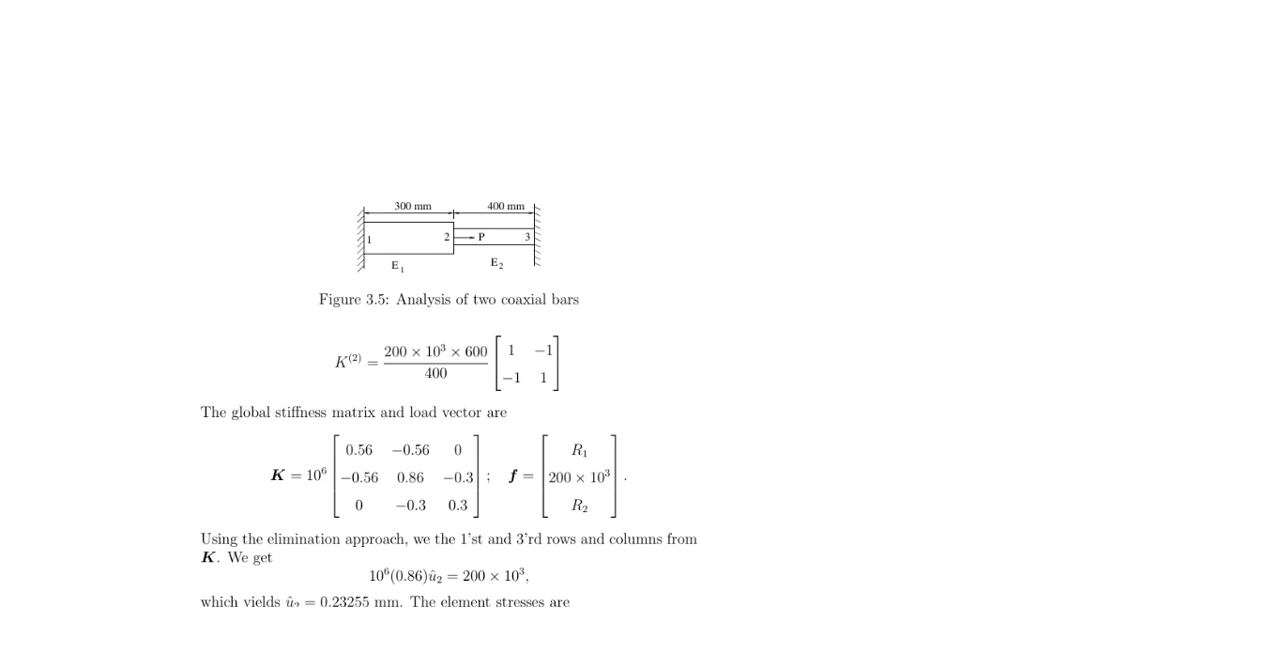 300 mm 400 mm
1 2 P 3
E₁ E₂
Figure 3.5: Analysis of two coaxial bars
K⁽²⁾ = 200 × 10³ × 600 / 400 [1 −1; −1 1]
The global stiffness matrix and load vector are
K = 10⁶ [0.56 −0.56 0; −0.56 0.86 −0.3; 0 −0.3 0.3] ; f = [R₁; 200 × 10³; R₂] .
Using the elimination approach, we the 1'st and 3'rd rows and columns from
K. We get
10⁶(0.86)û₂ = 200 × 10³,
which yields û₂ = 0.23255 mm. The element stresses are